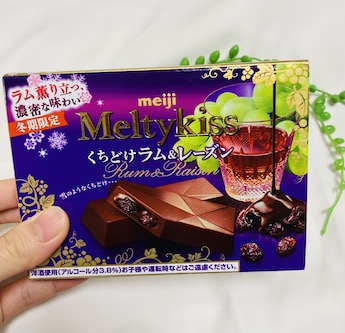 ラム薫り立つ、
濃密な味わい
冬期限定
meiji
Meltykiss
くちどけラム&レーズン
Rum&Raisin
雪のようなくちどけ…
洋酒使用(アルコール分3.8%)お子様や運転時などはご遠慮ください。